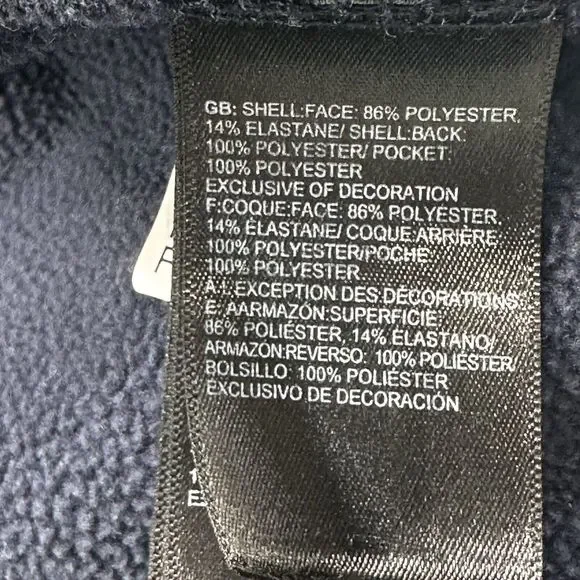 GB: SHELL:FACE: 86% POLYESTER,
14% ELASTANE/ SHELL:BACK:
100% POLYESTER/ POCKET:
100% POLYESTER
EXCLUSIVE OF DECORATION
F:COQUE:FACE: 86% POLYESTER,
14% ÉLASTANE/ COQUE:ARRIÈRE
100% POLYESTER/POCHE:
100% POLYESTER
A L'EXCEPTION DES DECORATIONS
E: AARMAZÓN:SUPERFICIE:
86% POLIÉSTER, 14% ELASTANO/
ARMAZÓN:REVERSO: 100% POLIÉSTER/
BOLSILLO: 100% POLIÉSTER
EXCLUSIVO DE DECORACIÓN